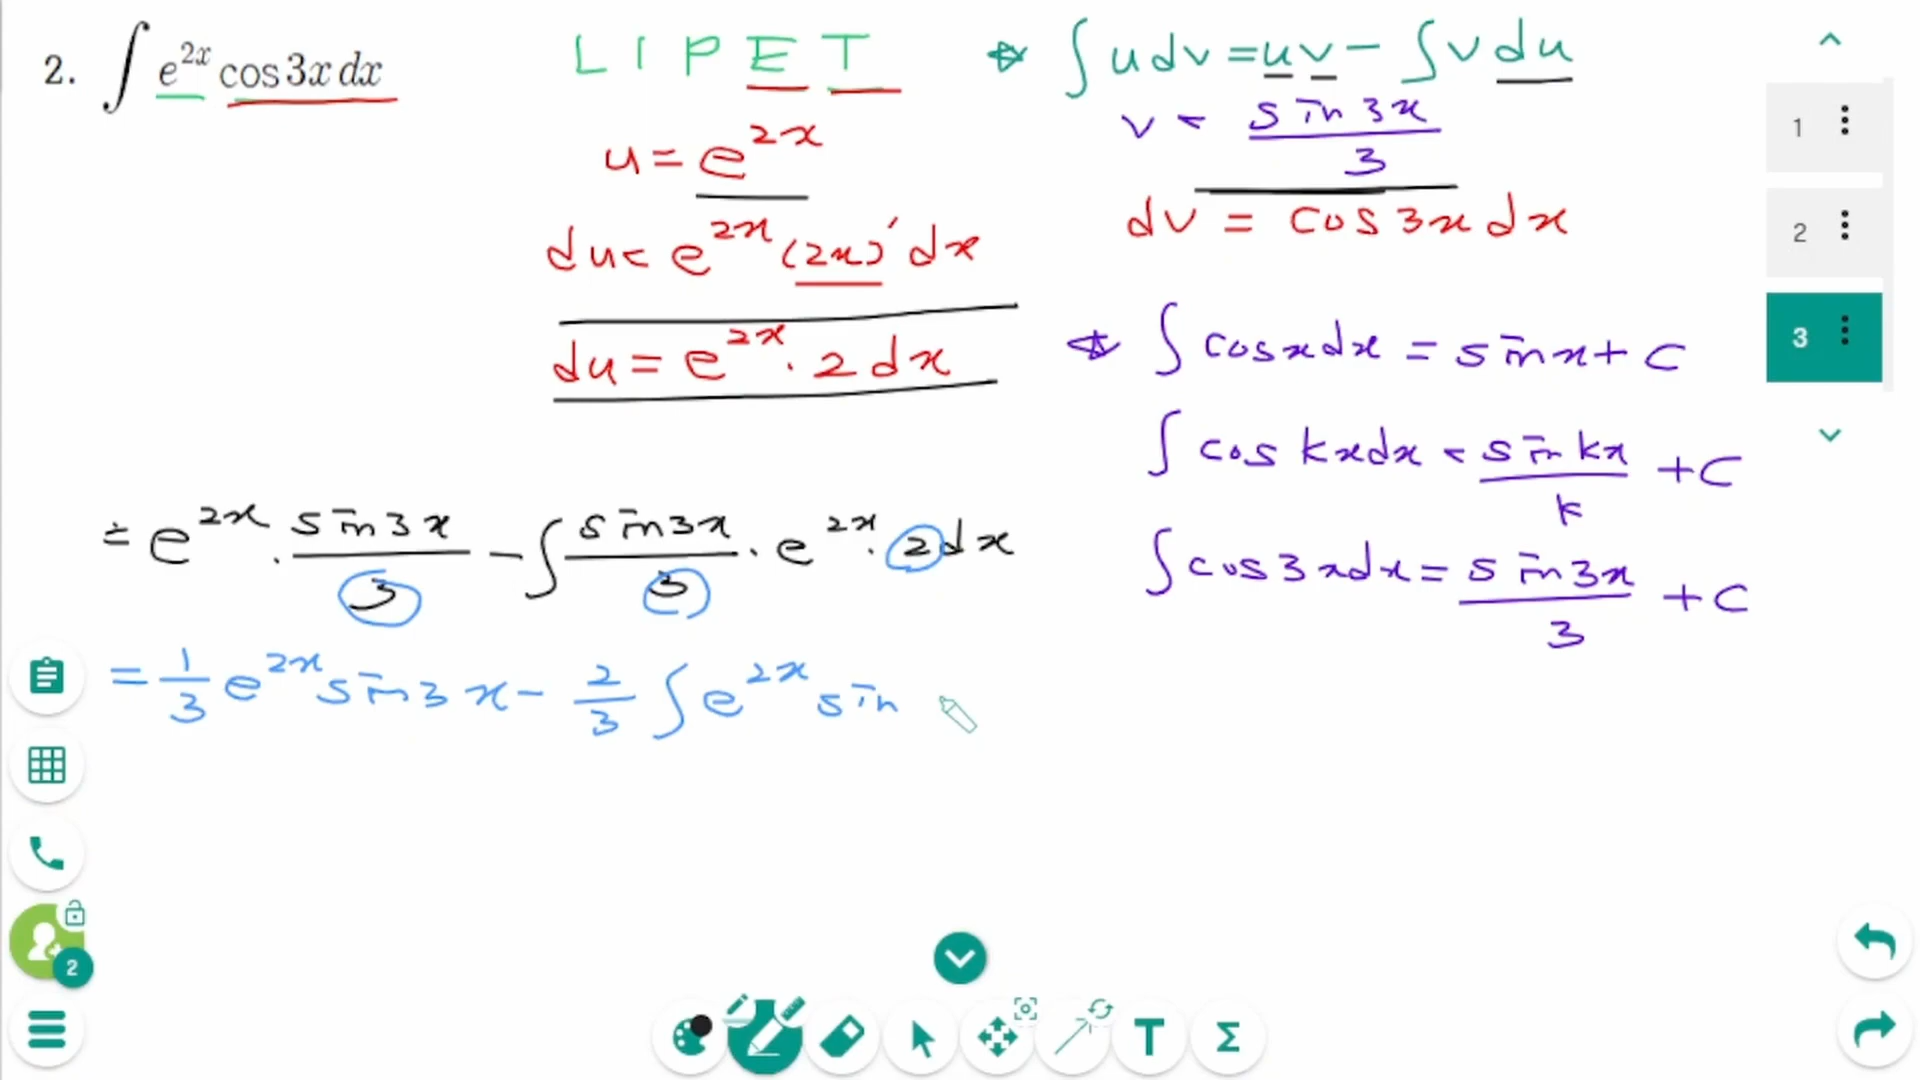 2. ∫ e^{2x} cos 3x dx
L I P E T
∫ u dv = uv - ∫ v du
u = e^{2x}
v = sin 3x / 3
du = e^{2x} (2x)' dx
dv = cos 3x dx
du = e^{2x} · 2 dx
∫ cos x dx = sin x + C
∫ cos kx dx = sin kx / k + C
∫ cos 3x dx = sin 3x / 3 + C
= e^{2x} · sin 3x / 3 - ∫ sin 3x / 3 · e^{2x} · 2 dx
= 1/3 e^{2x} sin 3x - 2/3 ∫ e^{2x} sin
1
2
3
2
T
Σ